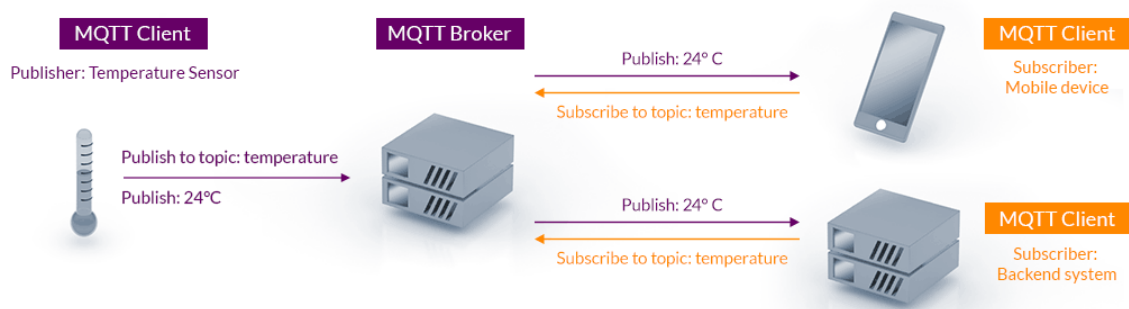 MQTT Client
Publisher: Temperature Sensor
Publish to topic: temperature
Publish: 24°C
MQTT Broker
Publish: 24° C
Subscribe to topic: temperature
MQTT Client
Subscriber:
Mobile device
Publish: 24° C
Subscribe to topic: temperature
MQTT Client
Subscriber:
Backend system